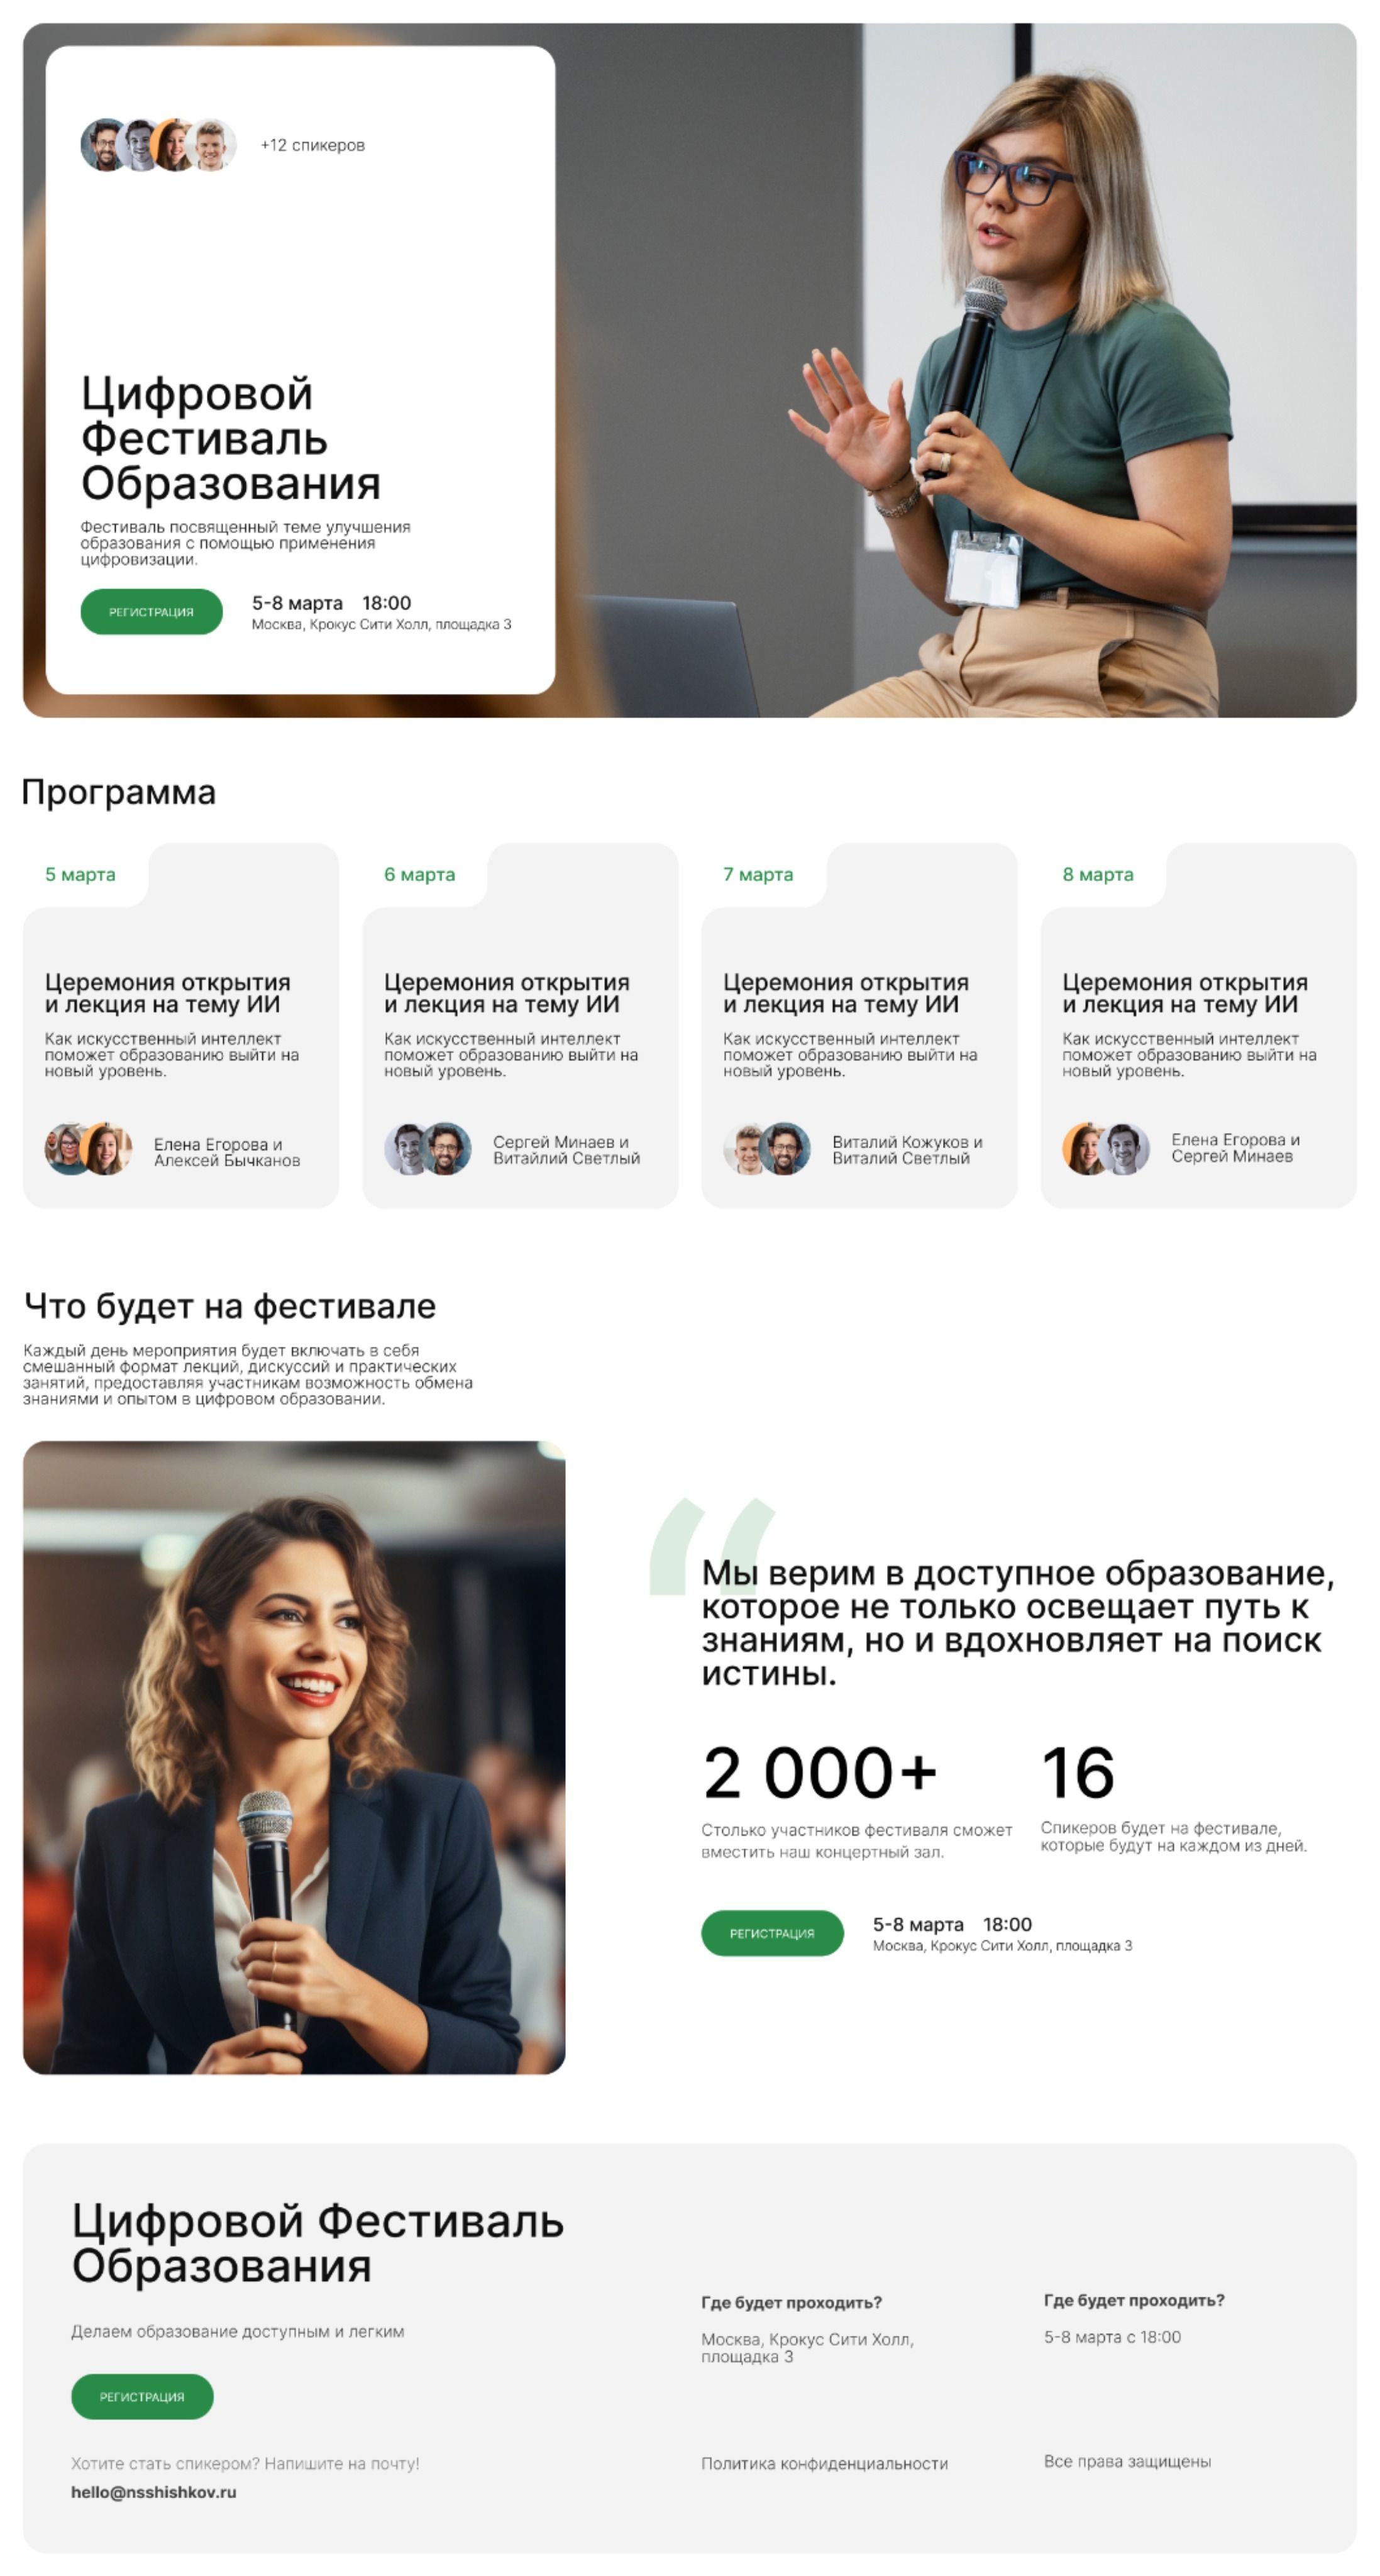 +12 спикеров
Цифровой
Фестиваль
Образования
Фестиваль посвященный теме улучшения
образования с помощью применения
цифровизации.
РЕГИСТРАЦИЯ
5-8 марта 18:00
Москва, Крокус Сити Холл, площадка 3
Программа
5 марта
Церемония открытия
и лекция на тему ИИ
Как искусственный интеллект
поможет образованию выйти на
новый уровень.
Елена Егорова и
Алексей Бычканов
6 марта
Церемония открытия
и лекция на тему ИИ
Как искусственный интеллект
поможет образованию выйти на
новый уровень.
Сергей Минаев и
Витайлий Светлый
7 марта
Церемония открытия
и лекция на тему ИИ
Как искусственный интеллект
поможет образованию выйти на
новый уровень.
Виталий Кожуков и
Виталий Светлый
8 марта
Церемония открытия
и лекция на тему ИИ
Как искусственный интеллект
поможет образованию выйти на
новый уровень.
Елена Егорова и
Сергей Минаев
Что будет на фестивале
Каждый день мероприятия будет включать в себя
смешанный формат лекций, дискуссий и практических
занятий, предоставляя участникам возможность обмена
знаниями и опытом в цифровом образовании.
“
Мы верим в доступное образование,
которое не только освещает путь к
знаниям, но и вдохновляет на поиск
истины.
2 000+
Столько участников фестиваля сможет
вместить наш концертный зал.
16
Спикеров будет на фестивале,
которые будут на каждом из дней.
РЕГИСТРАЦИЯ
5-8 марта 18:00
Москва, Крокус Сити Холл, площадка 3
Цифровой Фестиваль
Образования
Делаем образование доступным и легким
РЕГИСТРАЦИЯ
Хотите стать спикером? Напишите на почту!
hello@nsshishkov.ru
Где будет проходить?
Москва, Крокус Сити Холл,
площадка 3
Политика конфиденциальности
Где будет проходить?
5-8 марта с 18:00
Все права защищены